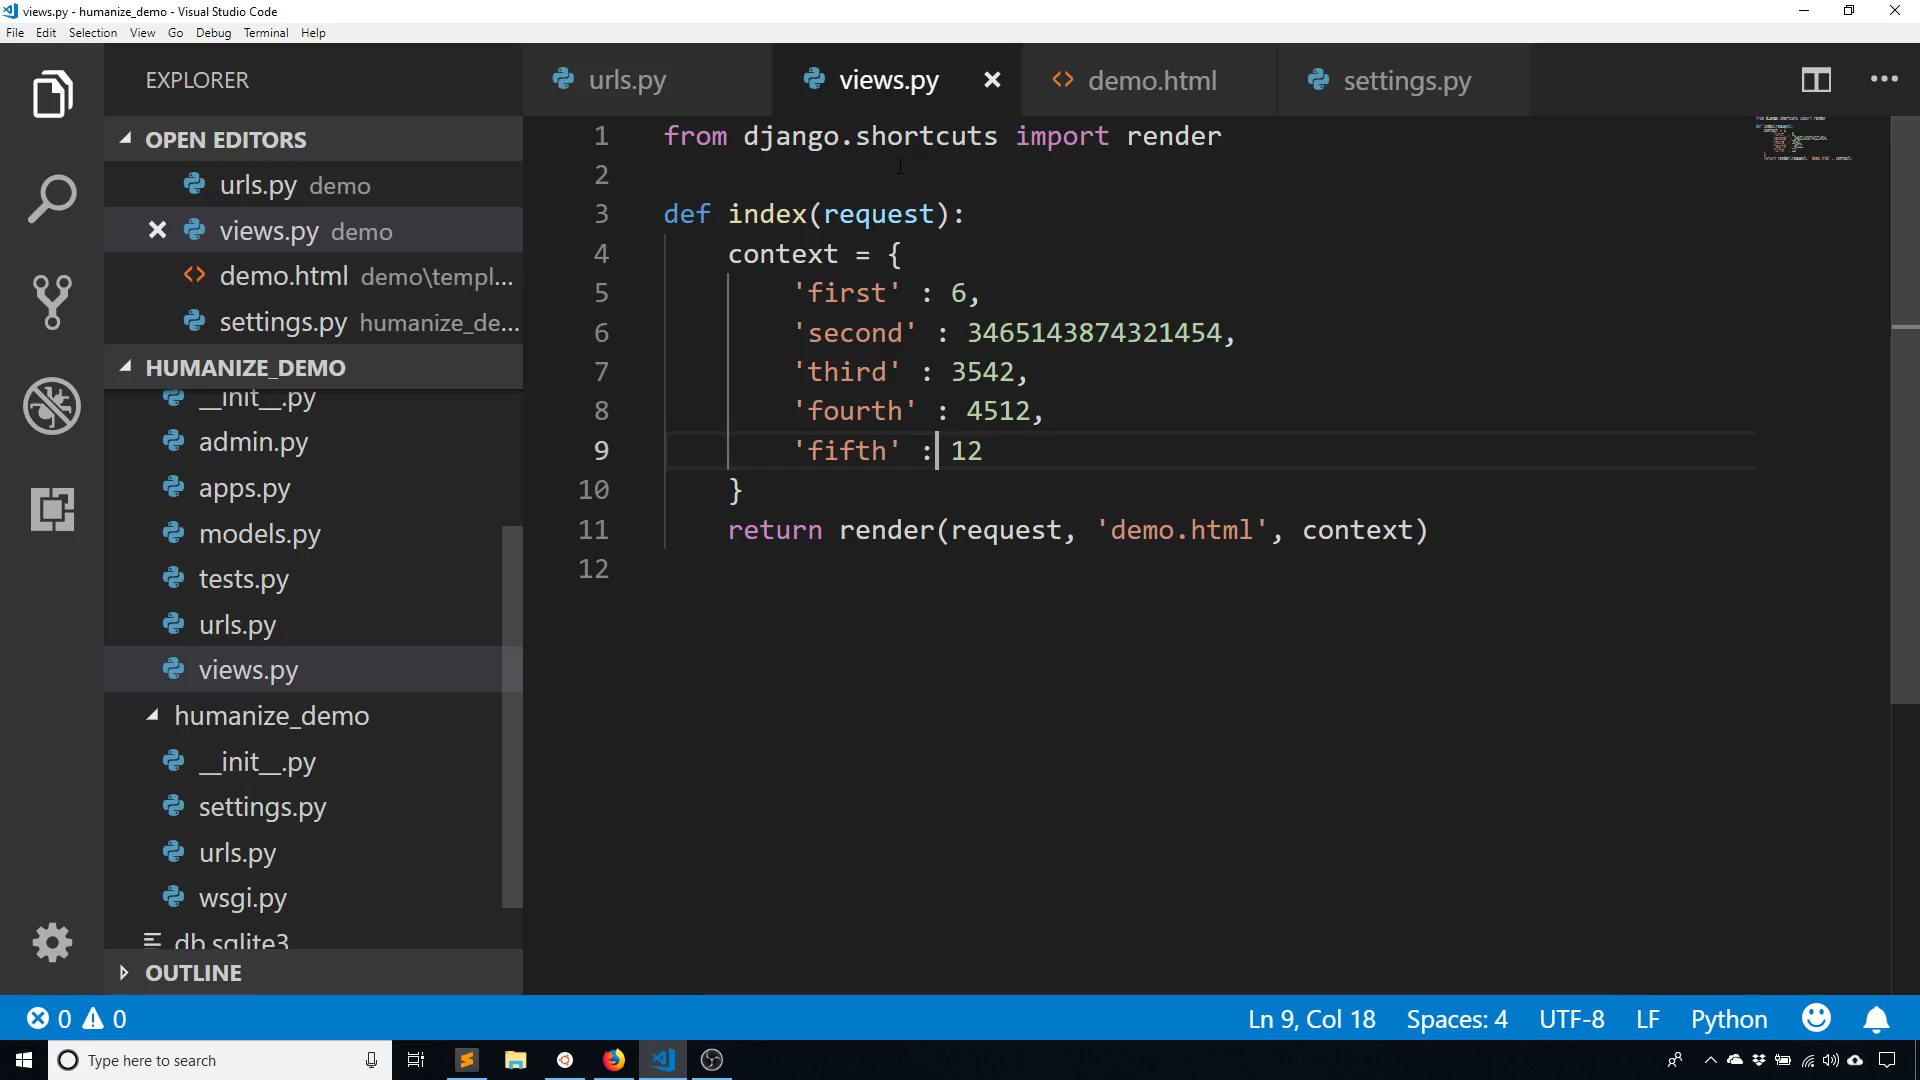 views.py - humanize_demo - Visual Studio Code
File Edit Selection View Go Debug Terminal Help
EXPLORER
OPEN EDITORS
urls.py demo
views.py demo
demo.html demo\templ...
settings.py humanize_de...
HUMANIZE_DEMO
__init__.py
admin.py
apps.py
models.py
tests.py
urls.py
views.py
humanize_demo
__init__.py
settings.py
urls.py
wsgi.py
db.sqlite3
OUTLINE
urls.py views.py demo.html settings.py
1 from django.shortcuts import render
2
3 def index(request):
4 context = {
5 'first' : 6,
6 'second' : 3465143874321454,
7 'third' : 3542,
8 'fourth' : 4512,
9 'fifth' : 12
10 }
11 return render(request, 'demo.html', context)
12
0 0 Ln 9, Col 18 Spaces: 4 UTF-8 LF Python
Type here to search